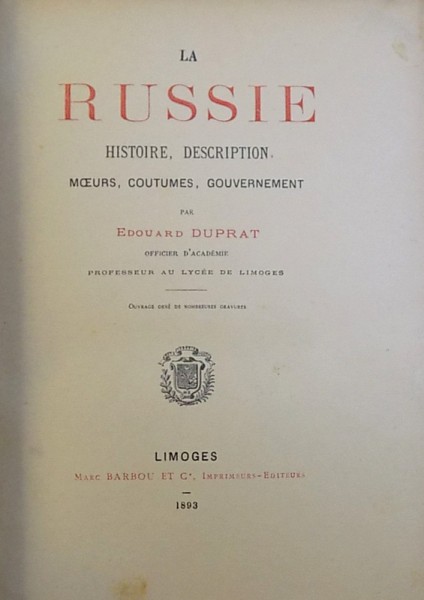 LA
RUSSIE
HISTOIRE, DESCRIPTION,
MŒURS, COUTUMES, GOUVERNEMENT
PAR
EDOUARD DUPRAT
OFFICIER D'ACADÉMIE
PROFESSEUR AU LYCÉE DE LIMOGES
OUVRAGE ORNÉ DE NOMBREUSES GRAVURES
LIMOGES
MARC BARBOU ET Cie, IMPRIMEURS-EDITEURS
1893